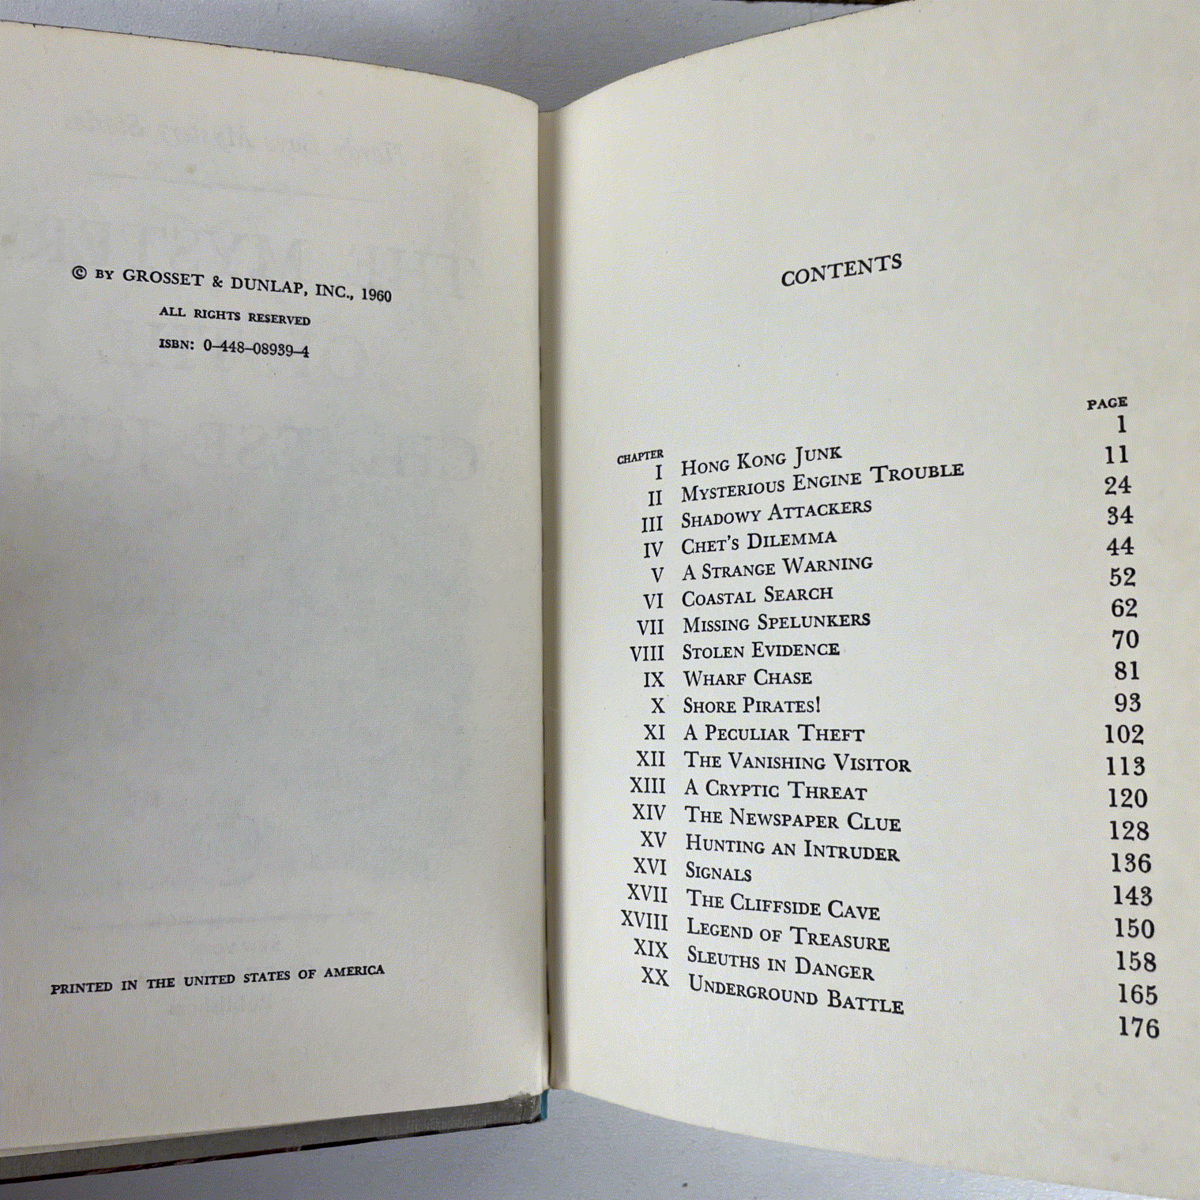 © BY GROSSET & DUNLAP, INC., 1960
ALL RIGHTS RESERVED
ISBN: 0-448-08939-4
PRINTED IN THE UNITED STATES OF AMERICA
CONTENTS
CHAPTER PAGE
I HONG KONG JUNK 1
II MYSTERIOUS ENGINE TROUBLE 11
III SHADOWY ATTACKERS 24
IV CHET'S DILEMMA 34
V A STRANGE WARNING 44
VI COASTAL SEARCH 52
VII MISSING SPELUNKERS 62
VIII STOLEN EVIDENCE 70
IX WHARF CHASE 81
X SHORE PIRATES! 93
XI A PECULIAR THEFT 102
XII THE VANISHING VISITOR 113
XIII A CRYPTIC THREAT 120
XIV THE NEWSPAPER CLUE 128
XV HUNTING AN INTRUDER 136
XVI SIGNALS 143
XVII THE CLIFFSIDE CAVE 150
XVIII LEGEND OF TREASURE 158
XIX SLEUTHS IN DANGER 165
XX UNDERGROUND BATTLE 176